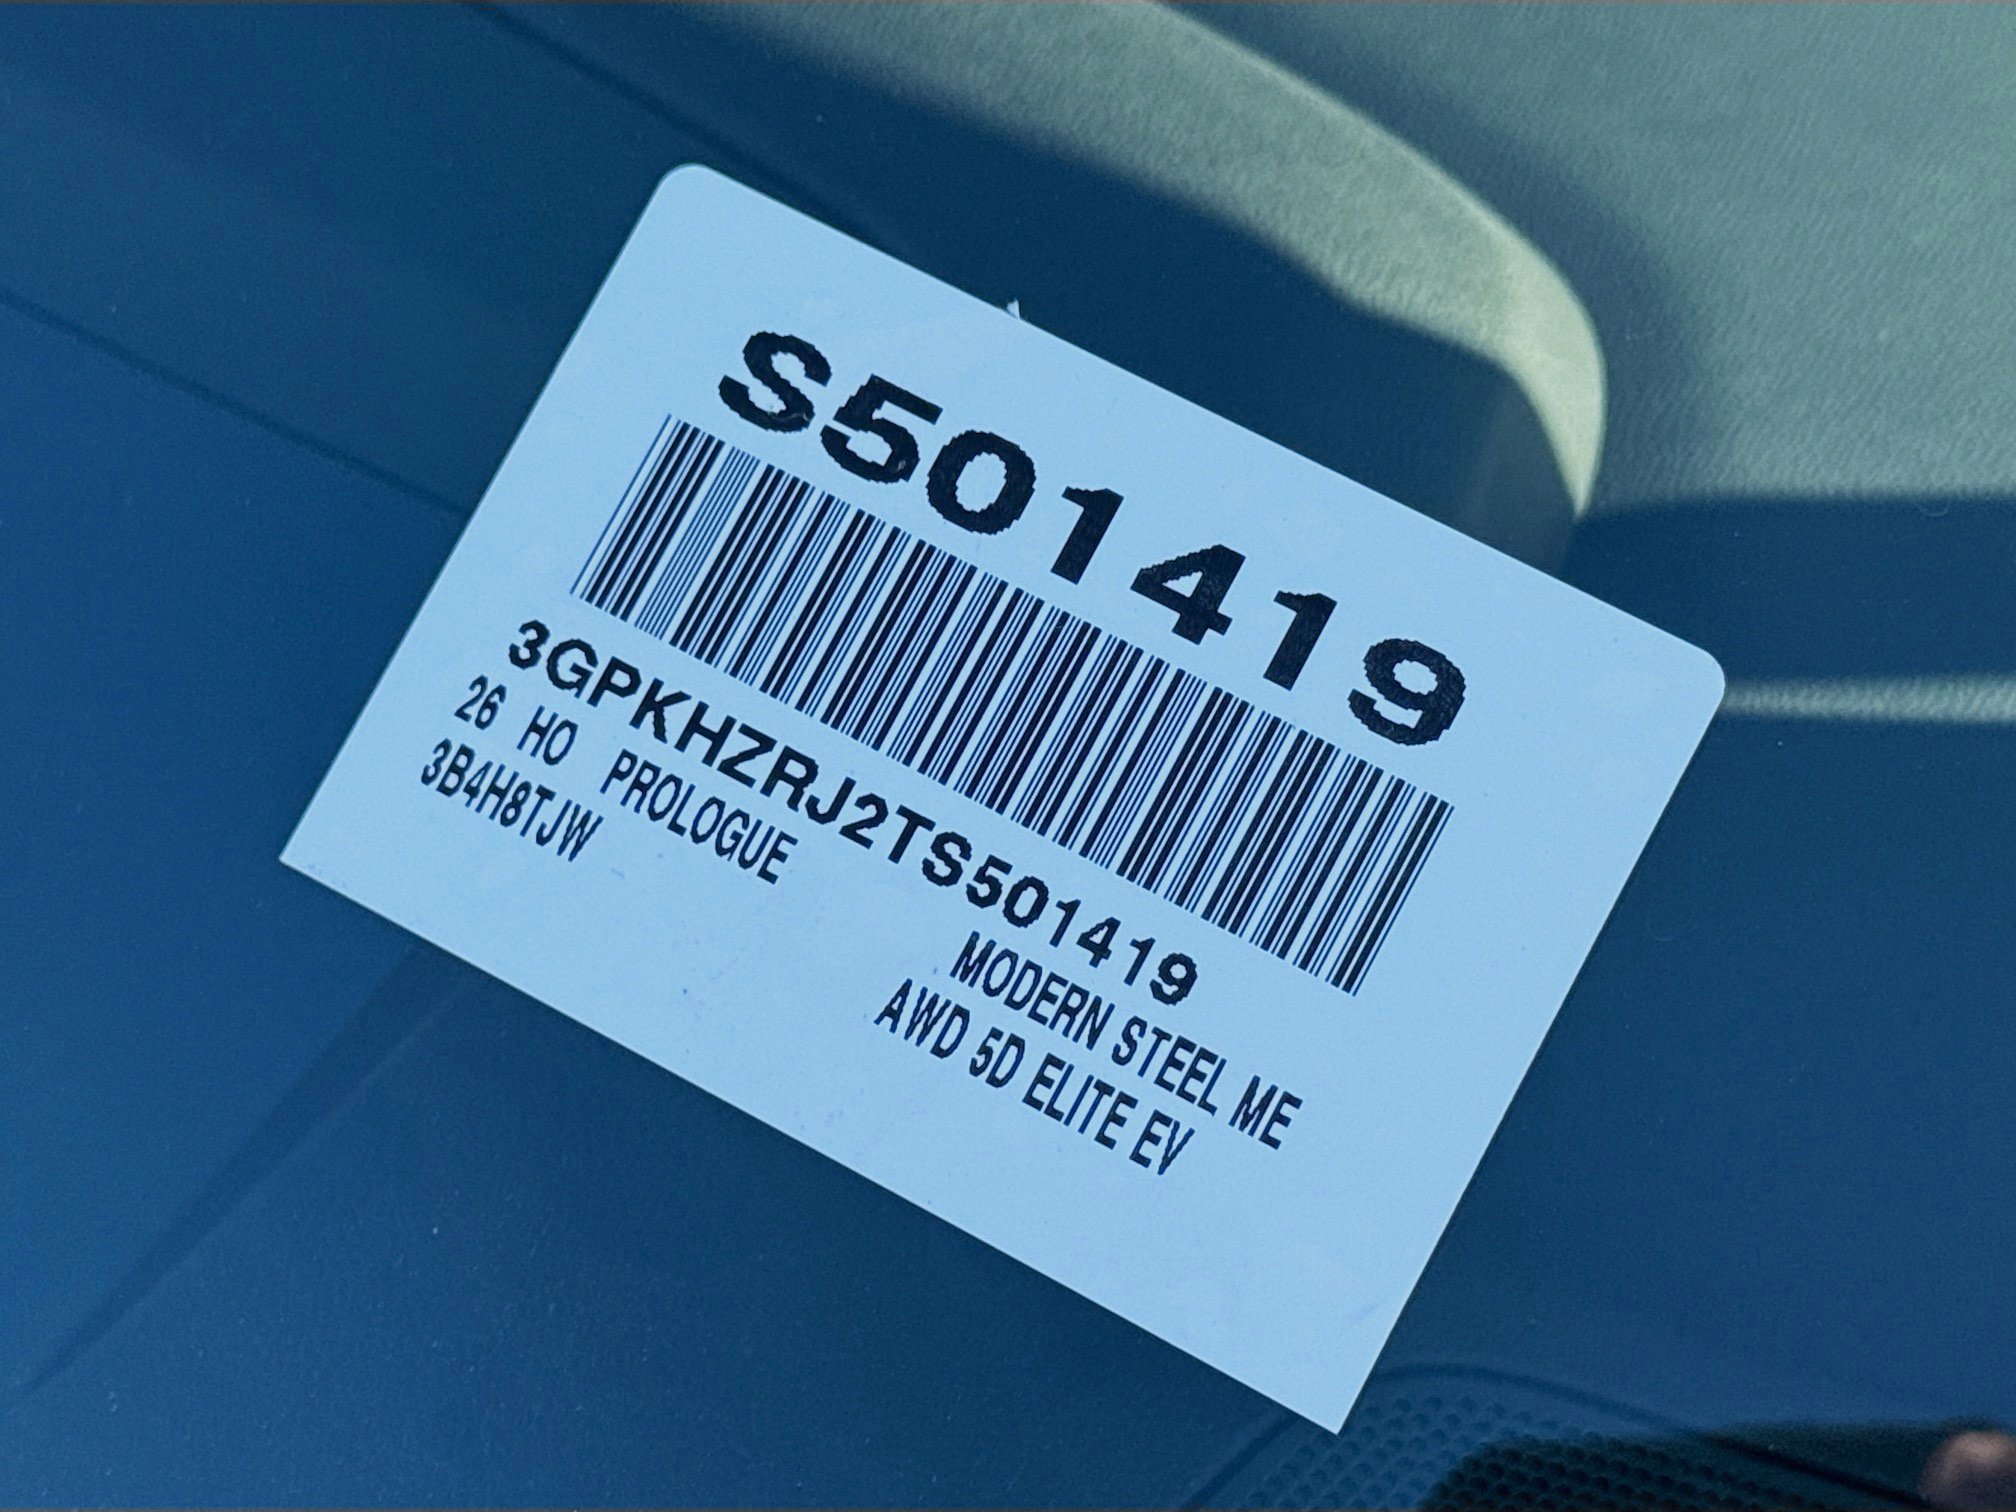 S501419
3GPKHZRJ2TS501419
26 HO PROLOGUE MODERN STEEL ME
3B4H8TJW AWD 5D ELITE EV